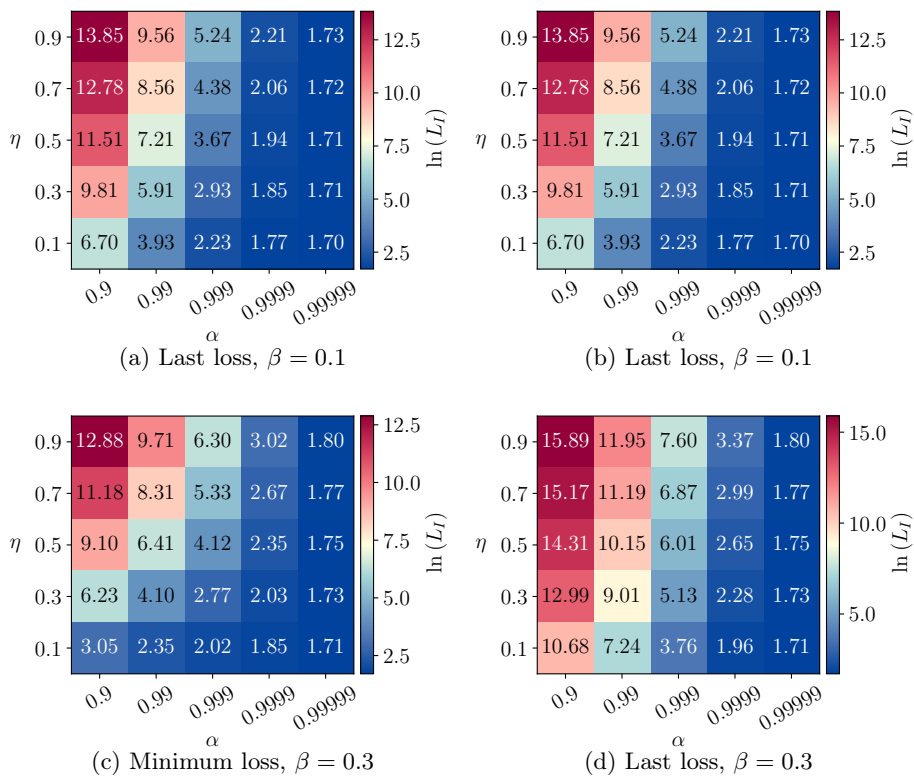 0.9 13.85 9.56 5.24 2.21 1.73
0.7 12.78 8.56 4.38 2.06 1.72
η 0.5 11.51 7.21 3.67 1.94 1.71
0.3 9.81 5.91 2.93 1.85 1.71
0.1 6.70 3.93 2.23 1.77 1.70
0.9 0.99 0.999 0.9999 0.99999
α
12.5
10.0
7.5
5.0
2.5
ln (L_I)
(a) Last loss, β = 0.1
0.9 13.85 9.56 5.24 2.21 1.73
0.7 12.78 8.56 4.38 2.06 1.72
η 0.5 11.51 7.21 3.67 1.94 1.71
0.3 9.81 5.91 2.93 1.85 1.71
0.1 6.70 3.93 2.23 1.77 1.70
0.9 0.99 0.999 0.9999 0.99999
α
12.5
10.0
7.5
5.0
2.5
ln (L_I)
(b) Last loss, β = 0.1
0.9 12.88 9.71 6.30 3.02 1.80
0.7 11.18 8.31 5.33 2.67 1.77
η 0.5 9.10 6.41 4.12 2.35 1.75
0.3 6.23 4.10 2.77 2.03 1.73
0.1 3.05 2.35 2.02 1.85 1.71
0.9 0.99 0.999 0.9999 0.99999
α
12.5
10.0
7.5
5.0
2.5
ln (L_I)
(c) Minimum loss, β = 0.3
0.9 15.89 11.95 7.60 3.37 1.80
0.7 15.17 11.19 6.87 2.99 1.77
η 0.5 14.31 10.15 6.01 2.65 1.75
0.3 12.99 9.01 5.13 2.28 1.73
0.1 10.68 7.24 3.76 1.96 1.71
0.9 0.99 0.999 0.9999 0.99999
α
15.0
10.0
5.0
ln (L_I)
(d) Last loss, β = 0.3